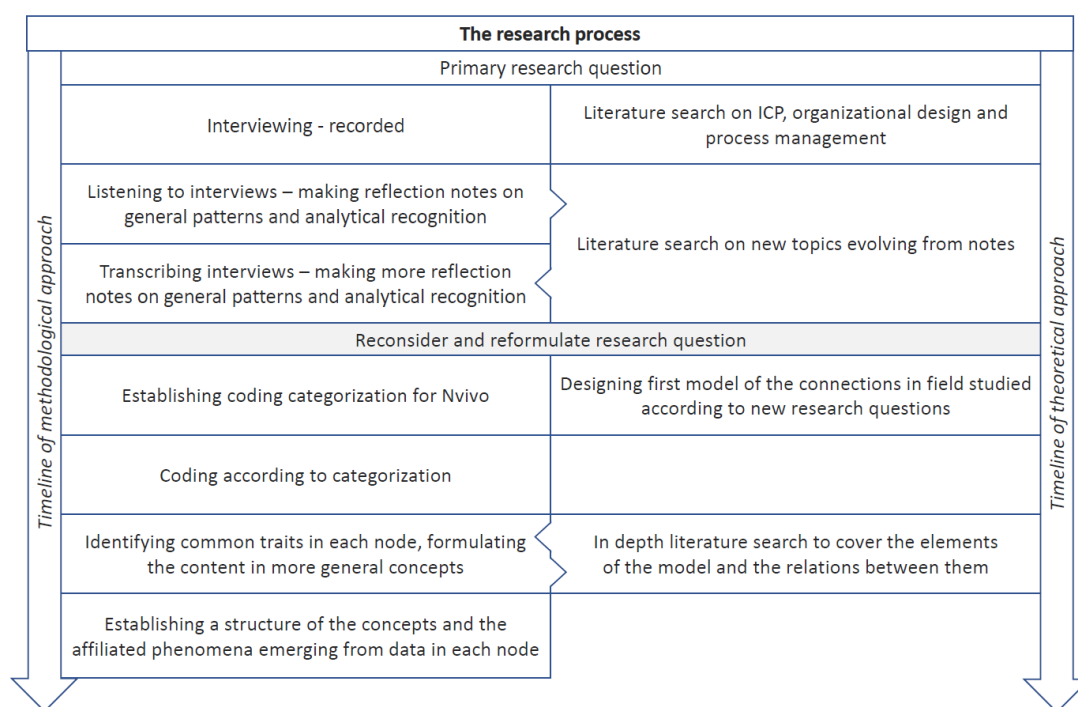 The research process
Primary research question
Interviewing - recorded
Literature search on ICP, organizational design and
process management
Listening to interviews – making reflection notes on
general patterns and analytical recognition
Literature search on new topics evolving from notes
Transcribing interviews – making more reflection
notes on general patterns and analytical recognition
Reconsider and reformulate research question
Establishing coding categorization for Nvivo
Designing first model of the connections in field studied
according to new research questions
Coding according to categorization
Identifying common traits in each node, formulating
the content in more general concepts
In depth literature search to cover the elements
of the model and the relations between them
Establishing a structure of the concepts and the
affiliated phenomena emerging from data in each node
Timeline of methodological approach
Timeline of theoretical approach